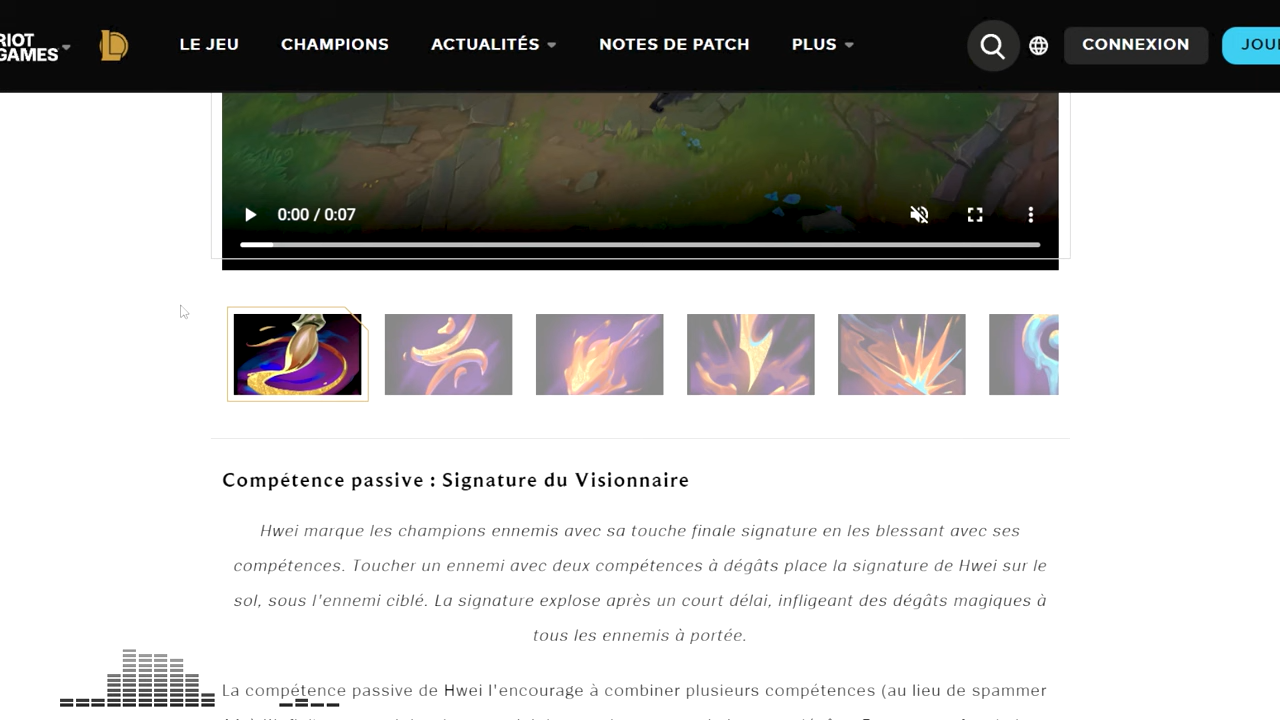 RIOT
GAMES
LE JEU CHAMPIONS ACTUALITÉS NOTES DE PATCH PLUS CONNEXION JOUE
0:00 / 0:07
Compétence passive : Signature du Visionnaire
Hwei marque les champions ennemis avec sa touche finale signature en les blessant avec ses
compétences. Toucher un ennemi avec deux compétences à dégâts place la signature de Hwei sur le
sol, sous l'ennemi ciblé. La signature explose après un court délai, infligeant des dégâts magiques à
tous les ennemis à portée.
La compétence passive de Hwei l'encourage à combiner plusieurs compétences (au lieu de spammer